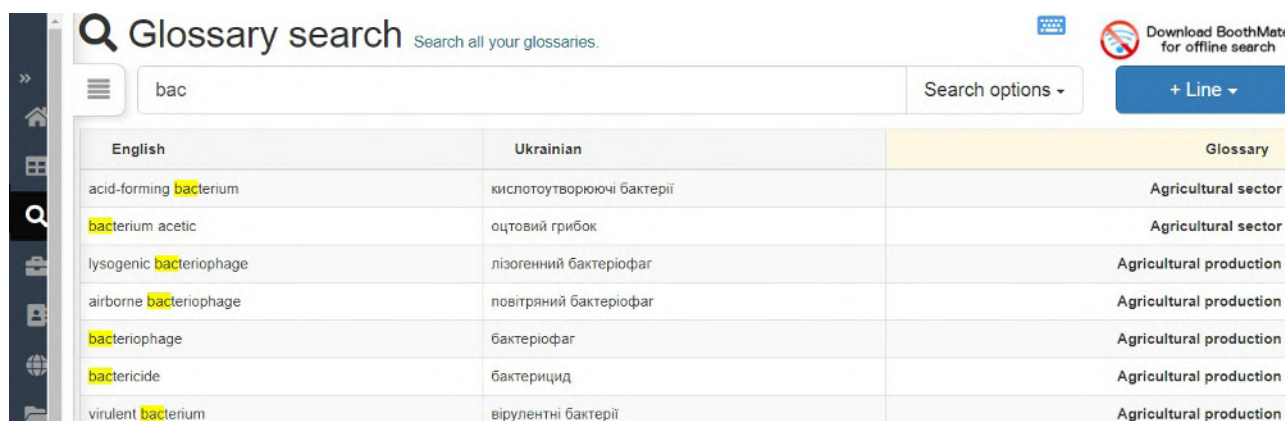 Glossary search Search all your glossaries.
Download BoothMate
for offline search
bac
Search options
+ Line
English Ukrainian Glossary
acid-forming bacterium кислотоутворюючі бактерії Agricultural sector
bacterium acetic оцтовий грибок Agricultural sector
lysogenic bacteriophage лізогенний бактеріофаг Agricultural production
airborne bacteriophage повітряний бактеріофаг Agricultural production
bacteriophage бактеріофаг Agricultural production
bactericide бактерицид Agricultural production
virulent bacterium вірулентні бактерії Agricultural production